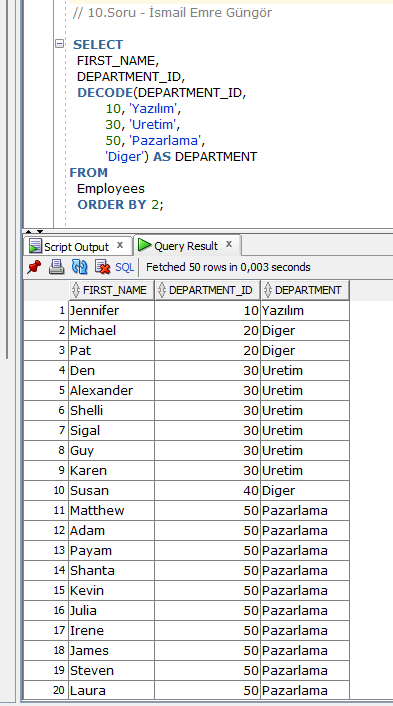 // 10.Soru - İsmail Emre Güngör
SELECT
FIRST_NAME,
DEPARTMENT_ID,
DECODE(DEPARTMENT_ID,
10, 'Yazılım',
30, 'Uretim',
50, 'Pazarlama',
'Diger') AS DEPARTMENT
FROM
Employees
ORDER BY 2;
Script Output x Query Result x
SQL Fetched 50 rows in 0,003 seconds
FIRST_NAME DEPARTMENT_ID DEPARTMENT
1 Jennifer 10 Yazılım
2 Michael 20 Diger
3 Pat 20 Diger
4 Den 30 Uretim
5 Alexander 30 Uretim
6 Shelli 30 Uretim
7 Sigal 30 Uretim
8 Guy 30 Uretim
9 Karen 30 Uretim
10 Susan 40 Diger
11 Matthew 50 Pazarlama
12 Adam 50 Pazarlama
13 Payam 50 Pazarlama
14 Shanta 50 Pazarlama
15 Kevin 50 Pazarlama
16 Julia 50 Pazarlama
17 Irene 50 Pazarlama
18 James 50 Pazarlama
19 Steven 50 Pazarlama
20 Laura 50 Pazarlama